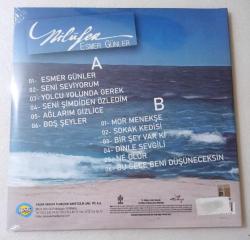 Nilüfer
ESMER GÜNLER
A
01- ESMER GÜNLER
02- SENİ SEVİYORUM
03- YOLCU YOLUNDA GEREK
04- SENİ ŞİMDİDEN ÖZLEDİM
05- AĞLARIM GİZLİCE
06- BOŞ ŞEYLER
B
01- MOR MENEKŞE
02- SOKAK KEDİSİ
03- BİR ŞEY VAR Kİ
04- DİNLE SEVGİLİ
05- NE OLUR
06- BU GECE BENİ DÜŞÜNECEKSİN